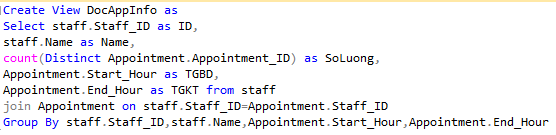 Create View DocAppInfo as
Select staff.Staff_ID as ID,
staff.Name as Name,
count(Distinct Appointment.Appointment_ID) as SoLuong,
Appointment.Start_Hour as TGBD,
Appointment.End_Hour as TGKT from staff
join Appointment on staff.Staff_ID=Appointment.Staff_ID
Group By staff.Staff_ID,staff.Name,Appointment.Start_Hour,Appointment.End_Hour